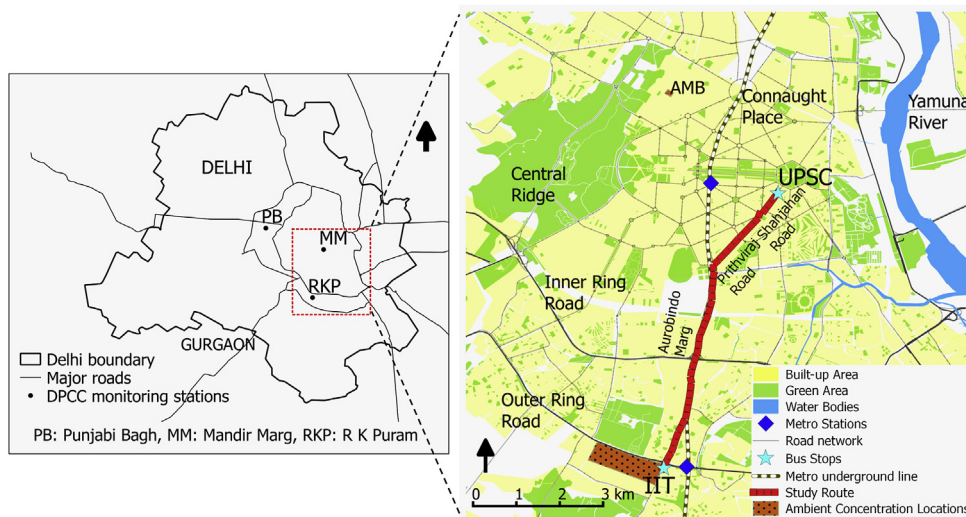 DELHI
PB
MM
RKP
GURGAON
Delhi boundary
Major roads
DPCC monitoring stations
PB: Punjabi Bagh, MM: Mandir Marg, RKP: R K Puram
AMB
Connaught
Place
Yamuna
River
Central
Ridge
UPSC
Prithviraj Shahjahan
Road
Road
Inner Ring
Road
Aurobindo
Marg
Outer Ring
Road
IIT
0 1 2 3 km
Built-up Area
Green Area
Water Bodies
Metro Stations
Road network
Bus Stops
Metro underground line
Study Route
Ambient Concentration Locations